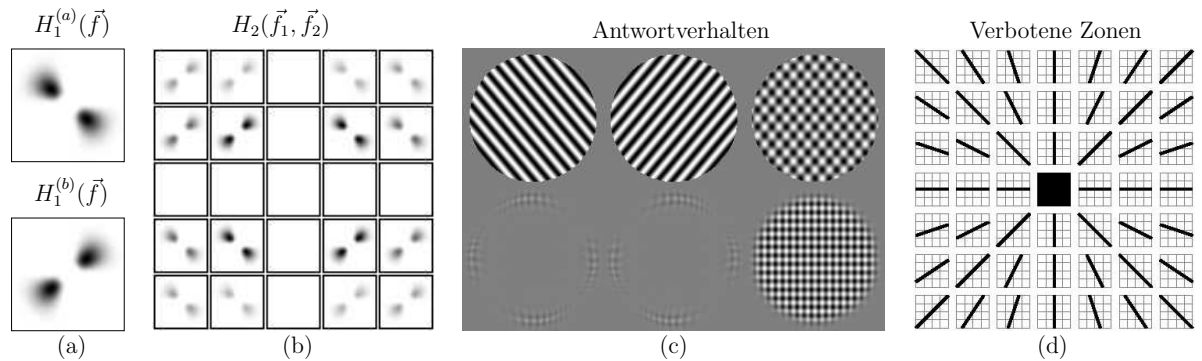 $H_1^{(a)}(\vec{f})$
$H_1^{(b)}(\vec{f})$
(a)
$H_2(\vec{f_1},\vec{f_2})$
(b)
Antwortverhalten
(c)
Verbotene Zonen
(d)